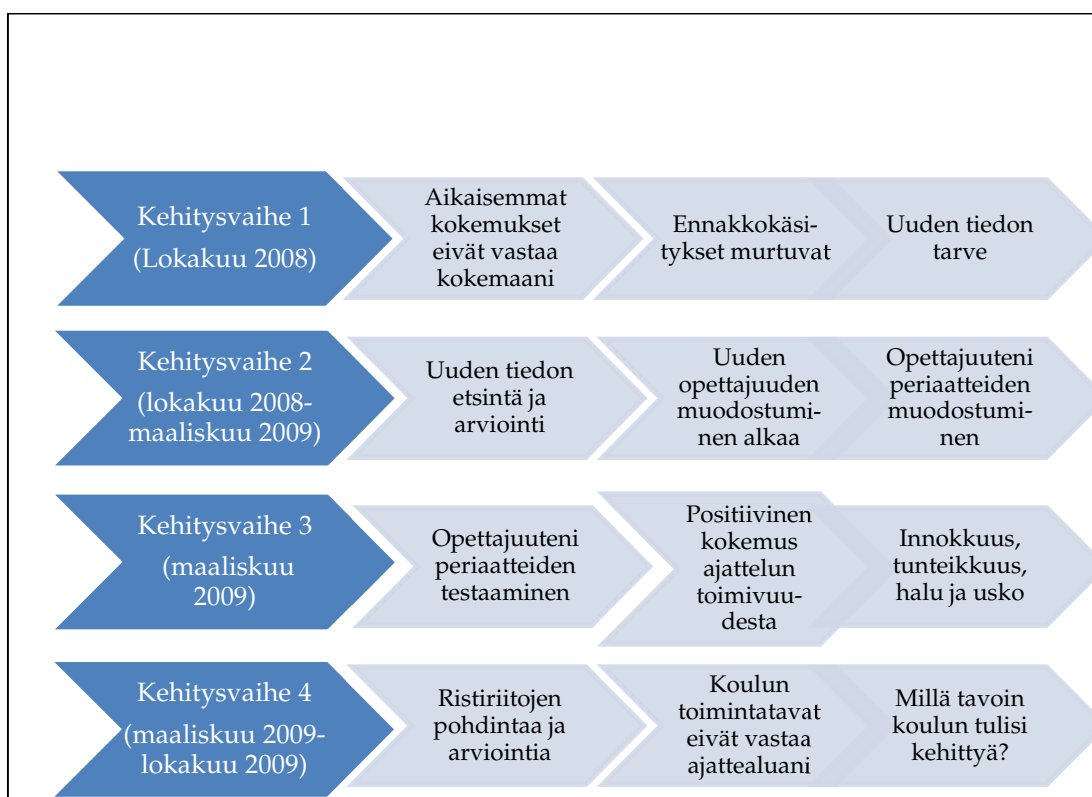 Kehitysvaihe 1
(Lokakuu 2008)
Aikaisemmat
kokemukset
eivät vastaa
kokemaani
Ennakkokäsi-
tykset murtuvat
Uuden tiedon
tarve
Kehitysvaihe 2
(lokakuu 2008-
maaliskuu 2009)
Uuden tiedon
etsintä ja
arviointi
Uuden
opettajuuden
muodostumi-
nen alkaa
Opettajuuteni
periaatteiden
muodostumi-
nen
Kehitysvaihe 3
(maaliskuu
2009)
Opettajuuteni
periaatteiden
testaaminen
Positiivinen
kokemus
ajattelun
toimivuu-
desta
Innokkuus,
tunteikkuus,
halu ja usko
Kehitysvaihe 4
(maaliskuu 2009-
lokakuu 2009)
Ristiriitojen
pohdintaa ja
arviointia
Koulun
toimintatavat
eivät vastaa
ajattealuani
Millä tavoin
koulun tulisi
kehittyä?